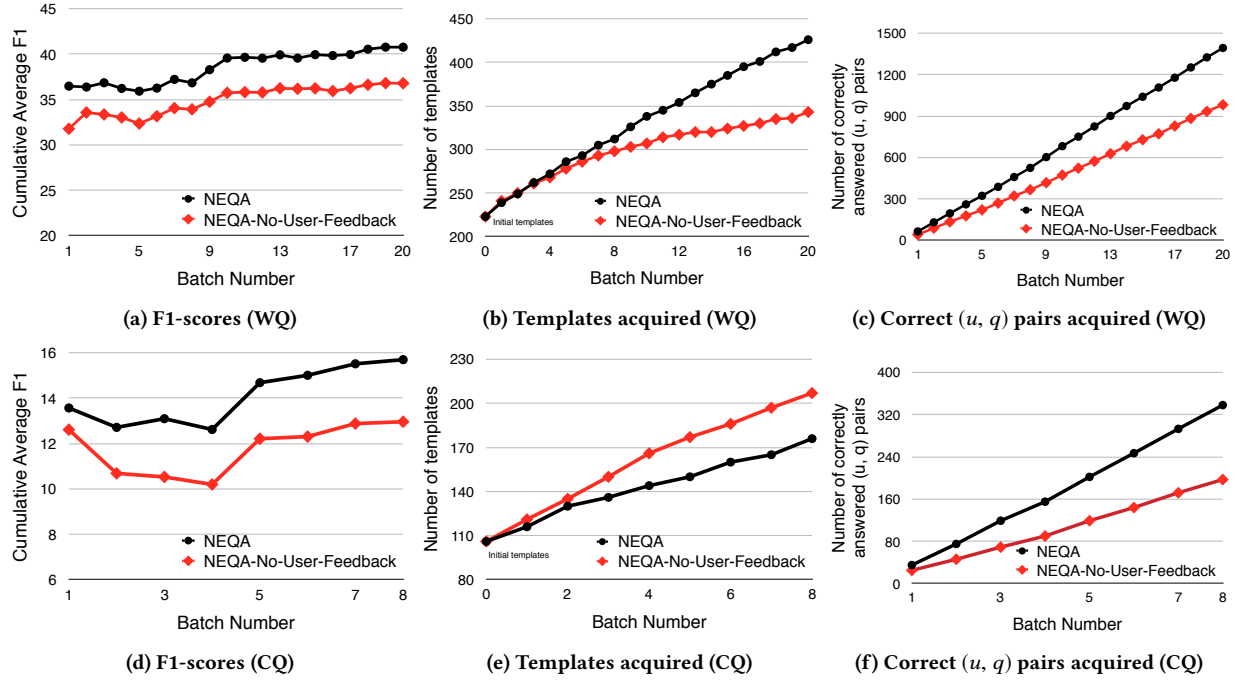 Cumulative Average F1
45
40
35
30
25
20
NEQA
NEQA-No-User-Feedback
1 5 9 13 17 20
Batch Number
(a) F1-scores (WQ)
Number of templates
450
400
350
300
250
200
Initial templates
NEQA
NEQA-No-User-Feedback
0 4 8 12 16 20
Batch Number
(b) Templates acquired (WQ)
Number of correctly
answered (u, q) pairs
1500
1200
900
600
300
0
NEQA
NEQA-No-User-Feedback
1 5 9 13 17 20
Batch Number
(c) Correct (u, q) pairs acquired (WQ)
Cumulative Average F1
16
14
12
10
8
6
NEQA
NEQA-No-User-Feedback
1 3 5 7 8
Batch Number
(d) F1-scores (CQ)
Number of templates
230
200
170
140
110
80
Initial templates
NEQA
NEQA-No-User-Feedback
0 2 4 6 8
Batch Number
(e) Templates acquired (CQ)
Number of correctly
answered (u, q) pairs
400
320
240
160
80
0
NEQA
NEQA-No-User-Feedback
1 3 5 7 8
Batch Number
(f) Correct (u, q) pairs acquired (CQ)